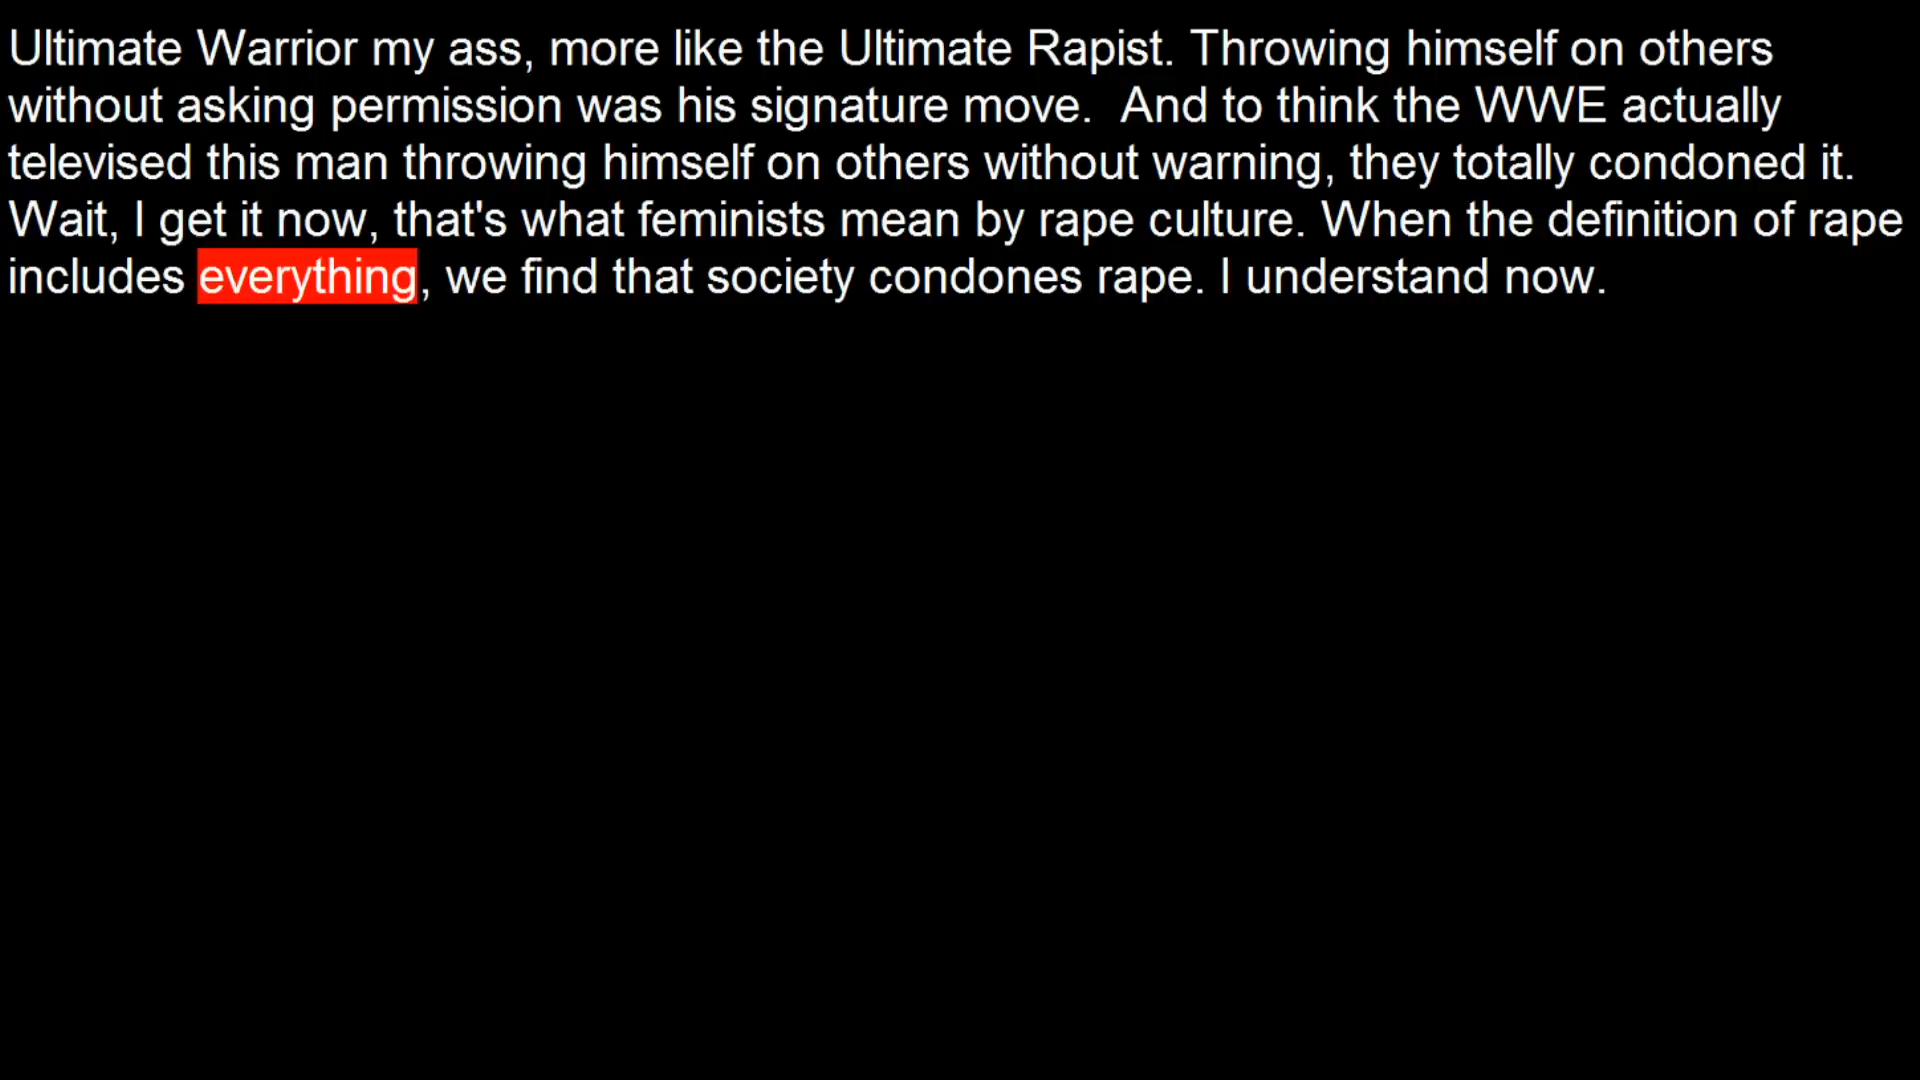 Ultimate Warrior my ass, more like the Ultimate Rapist. Throwing himself on others
without asking permission was his signature move.  And to think the WWE actually
televised this man throwing himself on others without warning, they totally condoned it.
Wait, I get it now, that's what feminists mean by rape culture. When the definition of rape
includes everything, we find that society condones rape. I understand now.